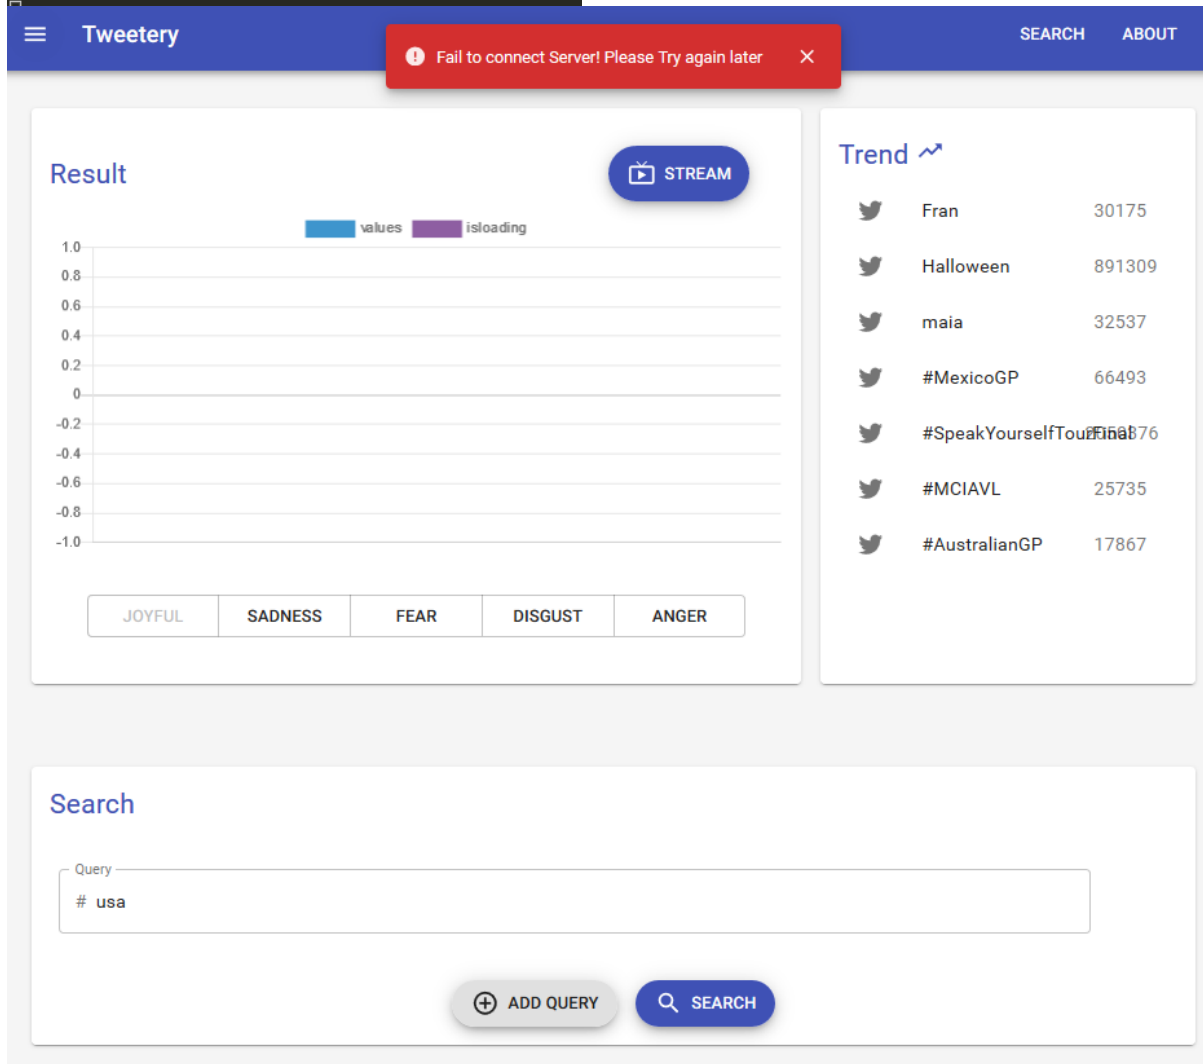 Tweetery
Fail to connect Server! Please Try again later
SEARCH ABOUT
Result
STREAM
values isloading
1.0
0.8
0.6
0.4
0.2
0
-0.2
-0.4
-0.6
-0.8
-1.0
JOYFUL SADNESS FEAR DISGUST ANGER
Trend
Fran 30175
Halloween 891309
maia 32537
#MexicoGP 66493
#SpeakYourselfTourFinal
#MCIAVL 25735
#AustralianGP 17867
Search
Query
# usa
ADD QUERY SEARCH